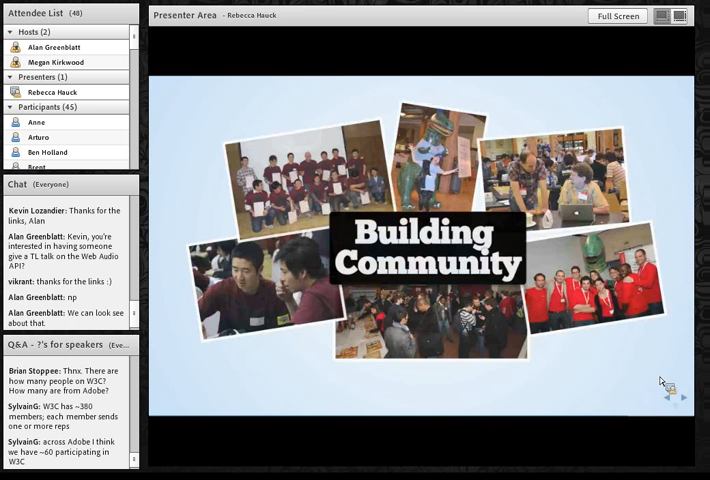 Attendee List (48)
Hosts (2)
Alan Greenblatt
Megan Kirkwood
Presenters (1)
Rebecca Hauck
Participants (45)
Anne
Arturo
Ben Holland
Brent
Chat (Everyone)
Kevin Lozandier: Thanks for the
links, Alan
Alan Greenblatt: Kevin, you're
interested in having someone
give a TL talk on the Web Audio
API?
vikrant: thanks for the links :)
Alan Greenblatt: np
Alan Greenblatt: We can look see
about that.
Q&A - ?'s for speakers (Eve...
Brian Stoppee: Thnx. There are
how many people on W3C?
How many are from Adobe?
SylvainG: W3C has ~380
members; each member sends
one or more reps
SylvainG: across Adobe I think
we have ~60 participating in
W3C
Presenter Area - Rebecca Hauck
Full Screen
Building
Community